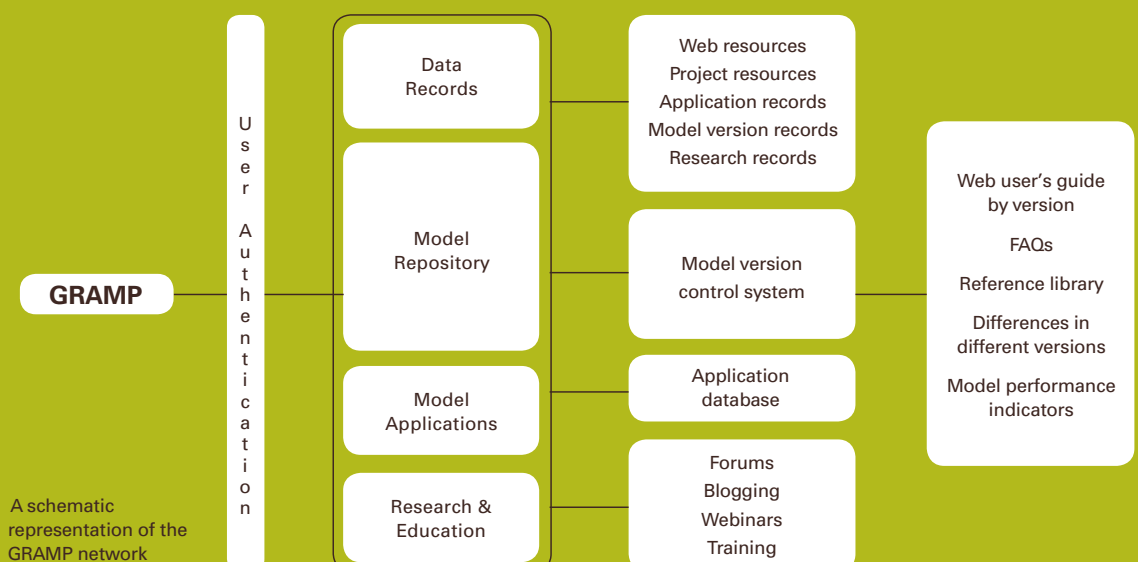 GRAMP
User Authentication
Data
Records
Model
Repository
Model
Applications
Research &
Education
Web resources
Project resources
Application records
Model version records
Research records
Model version
control system
Application
database
Forums
Blogging
Webinars
Training
Web user's guide
by version
FAQs
Reference library
Differences in
different versions
Model performance
indicators
A schematic
representation of the
GRAMP network